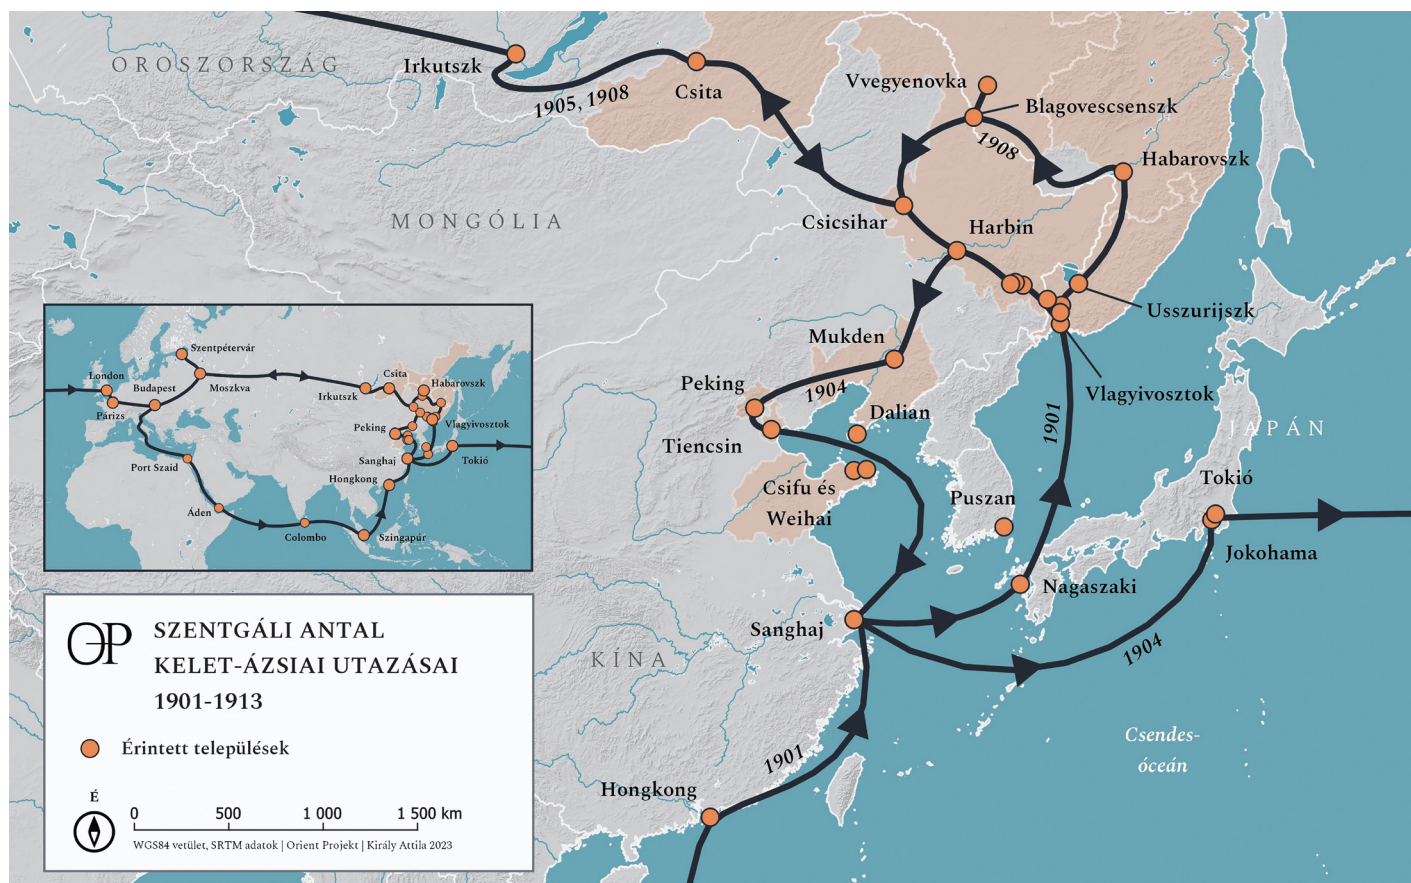 OROSZORSZÁG
Irkutszk
1905, 1908
Csita
Vvegyenovka
Blagovescsenszk
1908
Habarovszk
MONGÓLIA
Csicsihar
Harbin
Usszurijszk
Mukden
Peking
1904
Dalian
Vlagyivosztok
1901
JAPÁN
Tiencsin
Csifu és
Weihai
Puszan
Tokió
Jokohama
Nagaszaki
Sanghaj
KÍNA
1904
Csendes-
óceán
1901
Hongkong
Szentpétervár
London
Budapest
Moszkva
Csita
Habarovszk
Irkutszk
Párizs
Peking
Vlagyivosztok
Port Szaid
Sanghaj
Tokió
Hongkong
Áden
Colombo
Szingapúr
OP
SZENTGÁLI ANTAL
KELET-ÁZSIAI UTAZÁSAI
1901-1913
Érintett települések
É
0 500 1 000 1 500 km
WGS84 vetület, SRTM adatok | Orient Projekt | Király Attila 2023